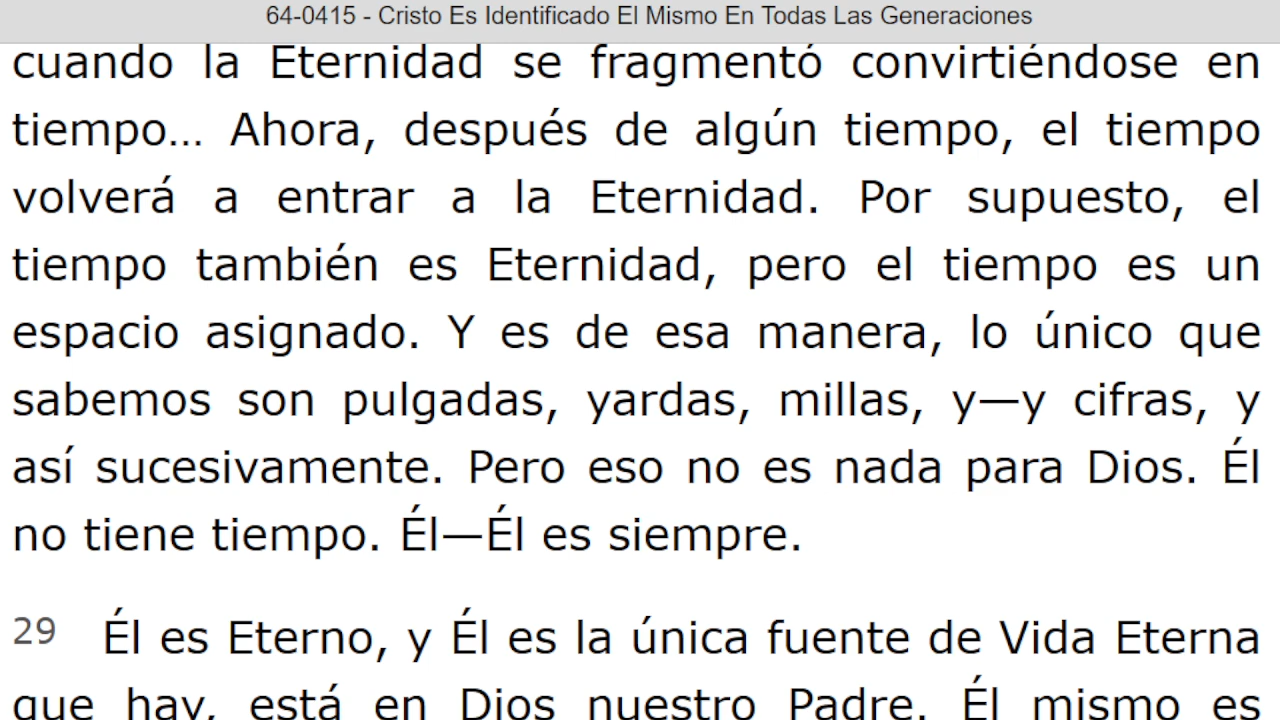 64-0415 - Cristo Es Identificado El Mismo En Todas Las Generaciones
cuando la Eternidad se fragmentó convirtiéndose en
tiempo... Ahora, después de algún tiempo, el tiempo
volverá a entrar a la Eternidad. Por supuesto, el
tiempo también es Eternidad, pero el tiempo es un
espacio asignado. Y es de esa manera, lo único que
sabemos son pulgadas, yardas, millas, y—y cifras, y
así sucesivamente. Pero eso no es nada para Dios. Él
no tiene tiempo. Él—Él es siempre.
29 Él es Eterno, y Él es la única fuente de Vida Eterna
que hay, está en Dios nuestro Padre. Él mismo es